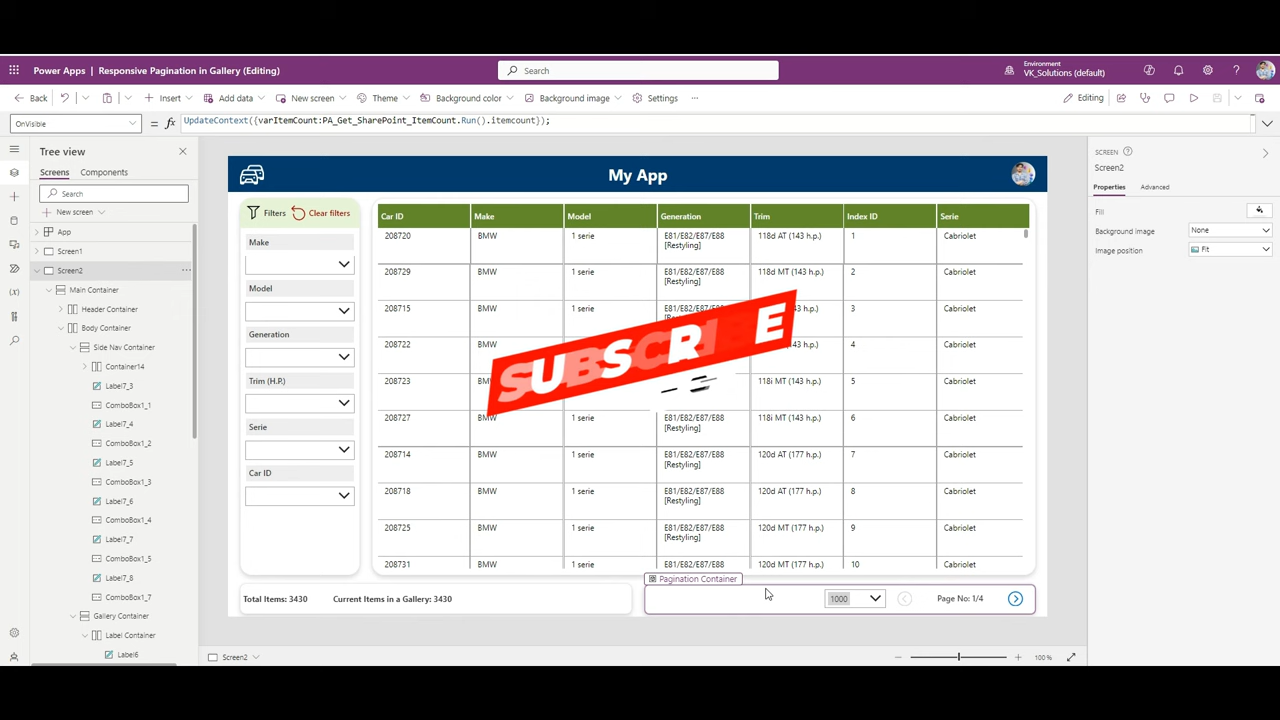 Power Apps | Responsive Pagination in Gallery (Editing)
Search
Environment
VK_Solutions (default)
Back
Insert
Add data
New screen
Theme
Background color
Background image
Settings
...
Editing
OnVisible
= fx
UpdateContext({varItemCount:PA_Get_SharePoint_ItemCount.Run().itemcount});
Tree view
Screens
Components
Search
New screen
App
Screen1
Screen2
...
Main Container
Header Container
Body Container
Side Nav Container
Container14
Label7_3
ComboBox1_1
Label7_4
ComboBox1_2
Label7_5
ComboBox1_3
Label7_6
ComboBox1_4
Label7_7
ComboBox1_5
Label7_8
ComboBox1_7
Gallery Container
Label Container
Label6
My App
Filters
Clear filters
Make
Model
Generation
Trim (H.P.)
Serie
Car ID
Car ID Make Model Generation Trim Index ID Serie
208720 BMW 1 serie E81/E82/E87/E88 118d AT (143 h.p.) 1 Cabriolet
[Restyling]
208729 BMW 1 serie E81/E82/E87/E88 118d MT (143 h.p.) 2 Cabriolet
[Restyling]
208715 BMW 1 serie E81/E82/E87/E88 43 h.p.) 3 Cabriolet
208722 4 Cabriolet
208723 118i MT (143 h.p.) 5 Cabriolet
208727 BMW 1 serie E81/E82/E87/E88 118i MT (143 h.p.) 6 Cabriolet
[Restyling]
208714 BMW 1 serie E81/E82/E87/E88 120d AT (177 h.p.) 7 Cabriolet
[Restyling]
208718 BMW 1 serie E81/E82/E87/E88 120d AT (177 h.p.) 8 Cabriolet
[Restyling]
208725 BMW 1 serie E81/E82/E87/E88 120d MT (177 h.p.) 9 Cabriolet
[Restyling]
208731 BMW 1 serie E81/E82/E87/E88 120d MT (177 h.p.) 10 Cabriolet
SUBSCRIBE
Pagination Container
Total Items: 3430
Current Items in a Gallery: 3430
1000
Page No: 1/4
Screen2
100 %
SCREEN
Screen2
Properties
Advanced
Fill
Background image
None
Image position
Fit